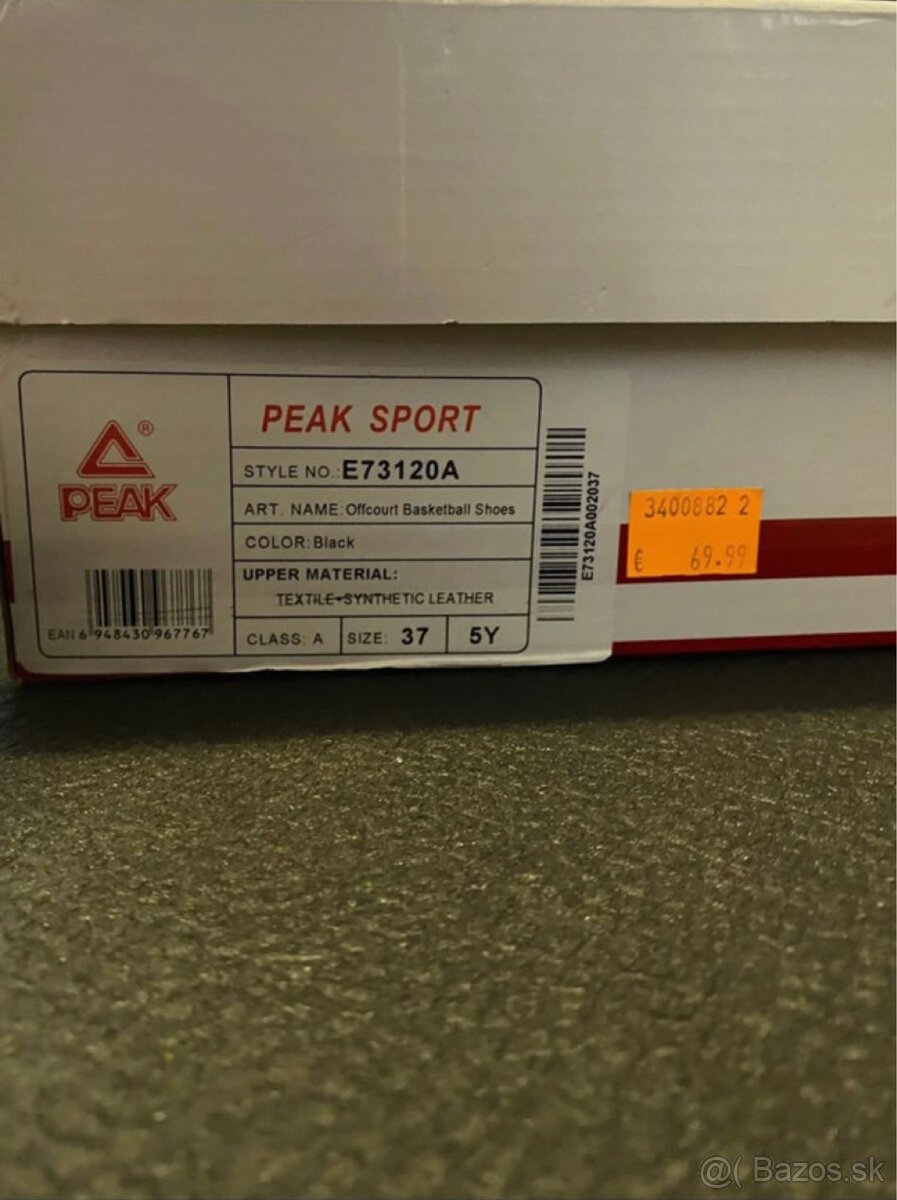 PEAK SPORT
®
PEAK
STYLE NO.:E73120A
ART. NAME:Offcourt Basketball Shoes
COLOR:Black
UPPER MATERIAL:
TEXTILE+SYNTHETIC LEATHER
CLASS: A SIZE: 37 5Y
EAN 6 948430 967767
E73120A002037
3400882 2
€ 69.99
@( Bazos.sk